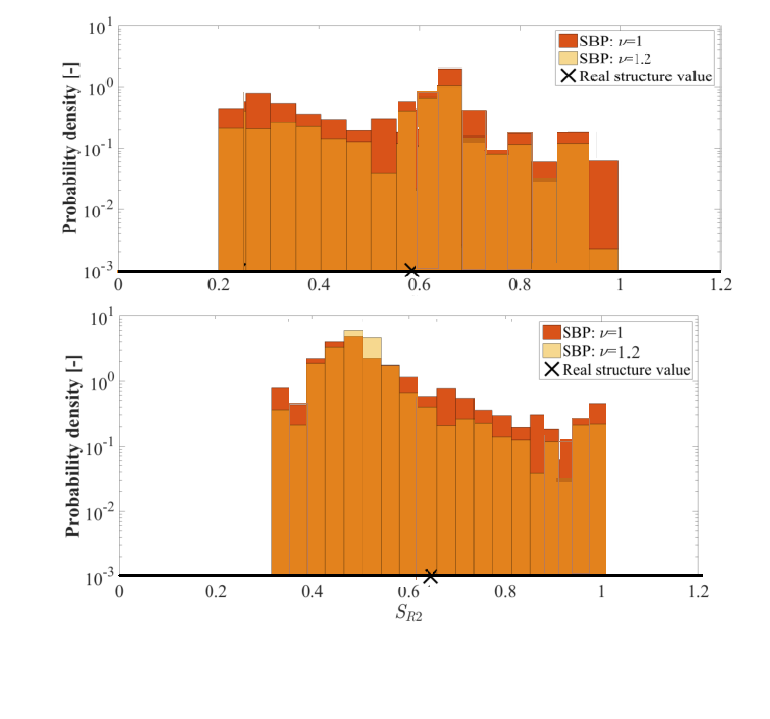 10^1
SBP: ν=1
SBP: ν=1.2
Real structure value
10^0
10^-1
10^-2
10^-3
Probability density [-]
0 0.2 0.4 0.6 0.8 1 1.2
10^1
SBP: ν=1
SBP: ν=1.2
Real structure value
10^0
10^-1
10^-2
10^-3
Probability density [-]
0 0.2 0.4 0.6 0.8 1 1.2
S_{R2}